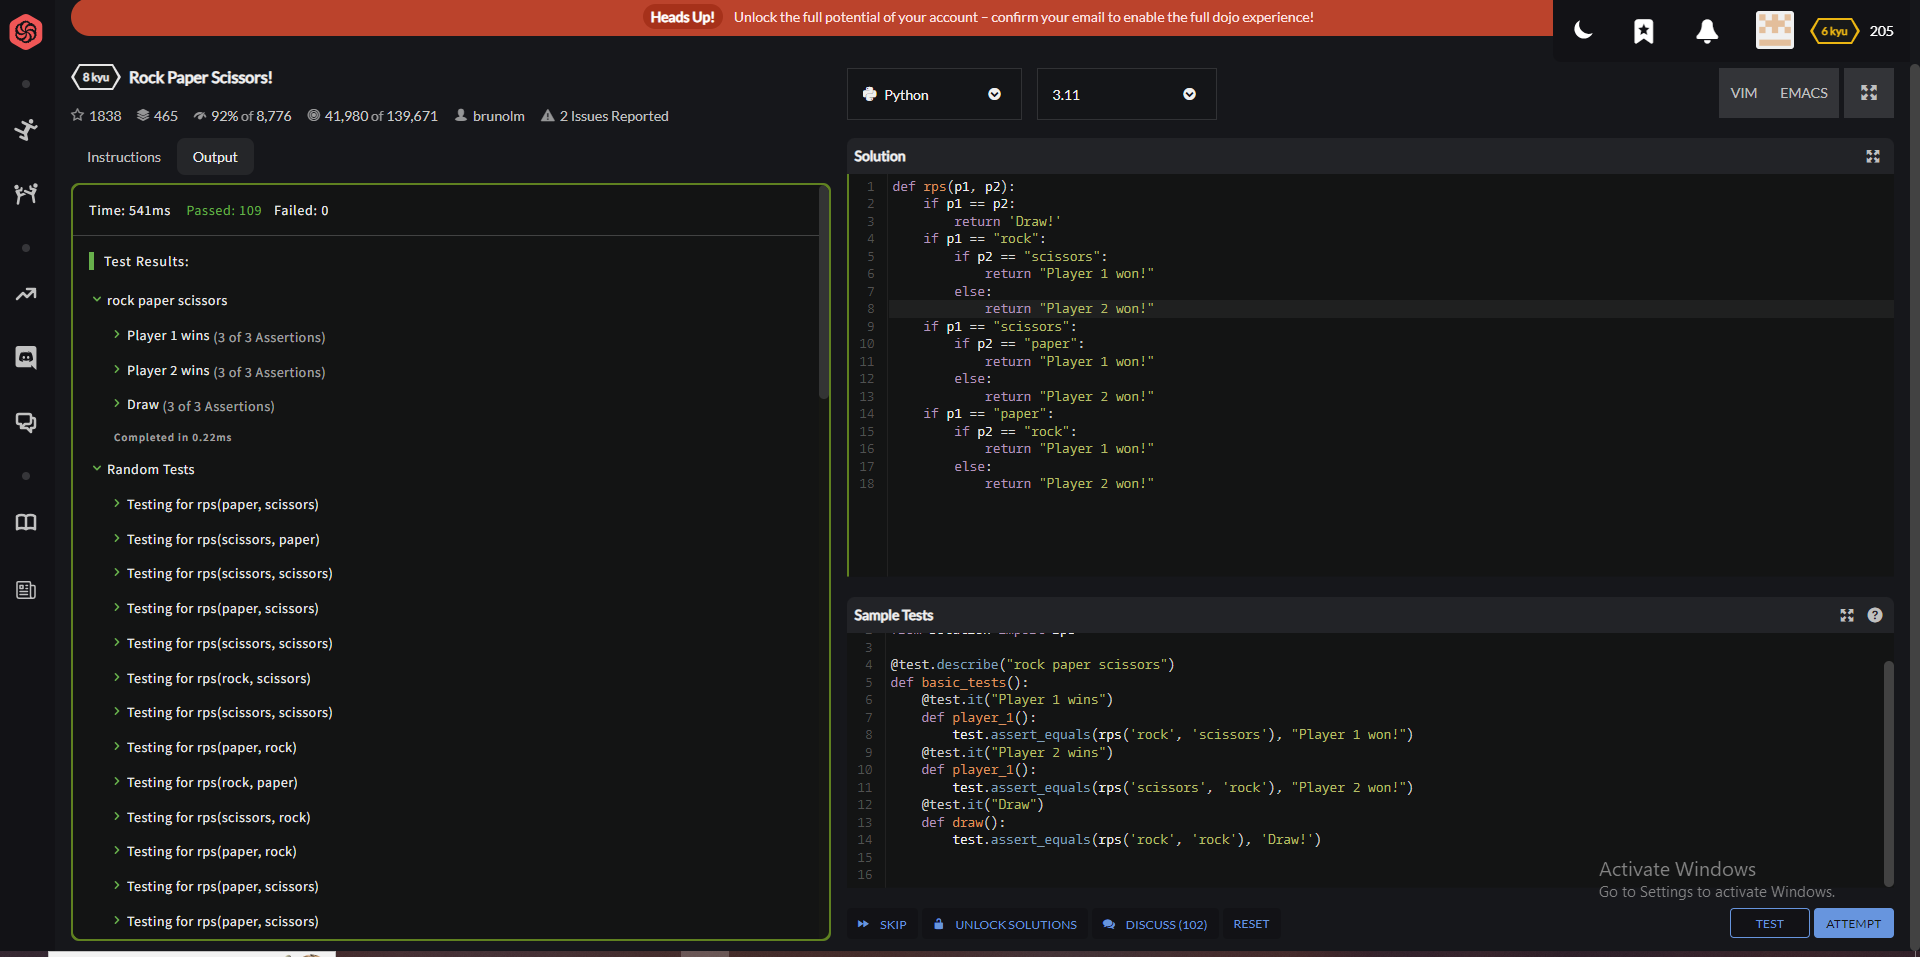 Heads Up! Unlock the full potential of your account – confirm your email to enable the full dojo experience!
6 kyu 205
8 kyu Rock Paper Scissors!
1838 465 92% of 8,776 41,980 of 139,671 brunolm 2 Issues Reported
Instructions Output
Time: 541ms Passed: 109 Failed: 0
Test Results:
rock paper scissors
Player 1 wins (3 of 3 Assertions)
Player 2 wins (3 of 3 Assertions)
Draw (3 of 3 Assertions)
Completed in 0.22ms
Random Tests
Testing for rps(paper, scissors)
Testing for rps(scissors, paper)
Testing for rps(scissors, scissors)
Testing for rps(paper, scissors)
Testing for rps(scissors, scissors)
Testing for rps(rock, scissors)
Testing for rps(scissors, scissors)
Testing for rps(paper, rock)
Testing for rps(rock, paper)
Testing for rps(scissors, rock)
Testing for rps(paper, rock)
Testing for rps(paper, scissors)
Testing for rps(paper, scissors)
Python 3.11 VIM EMACS
Solution
1 def rps(p1, p2):
2 if p1 == p2:
3 return 'Draw!'
4 if p1 == "rock":
5 if p2 == "scissors":
6 return "Player 1 won!"
7 else:
8 return "Player 2 won!"
9 if p1 == "scissors":
10 if p2 == "paper":
11 return "Player 1 won!"
12 else:
13 return "Player 2 won!"
14 if p1 == "paper":
15 if p2 == "rock":
16 return "Player 1 won!"
17 else:
18 return "Player 2 won!"
Sample Tests
3
4 @test.describe("rock paper scissors")
5 def basic_tests():
6 @test.it("Player 1 wins")
7 def player_1():
8 test.assert_equals(rps('rock', 'scissors'), "Player 1 won!")
9 @test.it("Player 2 wins")
10 def player_1():
11 test.assert_equals(rps('scissors', 'rock'), "Player 2 won!")
12 @test.it("Draw")
13 def draw():
14 test.assert_equals(rps('rock', 'rock'), 'Draw!')
15
16
Activate Windows
Go to Settings to activate Windows.
SKIP UNLOCK SOLUTIONS DISCUSS (102) RESET TEST ATTEMPT